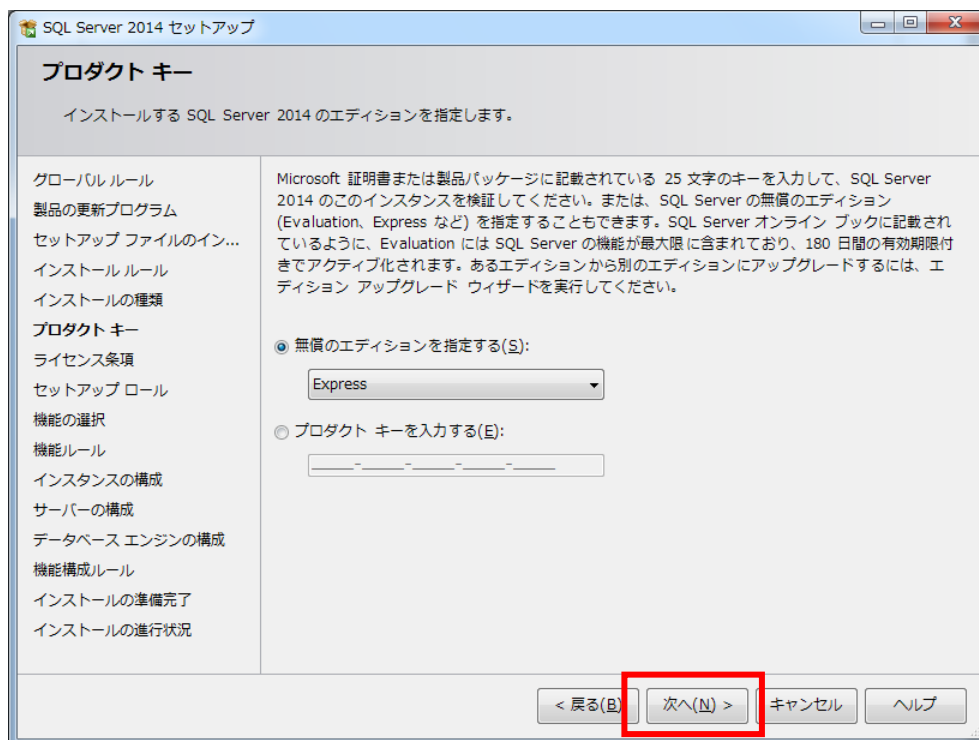 SQL Server 2014 セットアップ
プロダクト キー
インストールする SQL Server 2014 のエディションを指定します。
グローバル ルール
製品の更新プログラム
セットアップ ファイルのイン...
インストール ルール
インストールの種類
プロダクト キー
ライセンス条項
セットアップ ロール
機能の選択
機能ルール
インスタンスの構成
サーバーの構成
データベース エンジンの構成
機能構成ルール
インストールの準備完了
インストールの進行状況
Microsoft 証明書または製品パッケージに記載されている 25 文字のキーを入力して、SQL Server
2014 のこのインスタンスを検証してください。または、SQL Server の無償のエディション
(Evaluation、Express など) を指定することもできます。SQL Server オンライン ブックに記載され
ているように、Evaluation には SQL Server の機能が最大限に含まれており、180 日間の有効期限付
きでアクティブ化されます。あるエディションから別のエディションにアップグレードするには、エ
ディション アップグレード ウィザードを実行してください。
無償のエディションを指定する(S):
Express
プロダクト キーを入力する(E):
_____-_____-_____-_____-_____
< 戻る(B)
次へ(N) >
キャンセル
ヘルプ